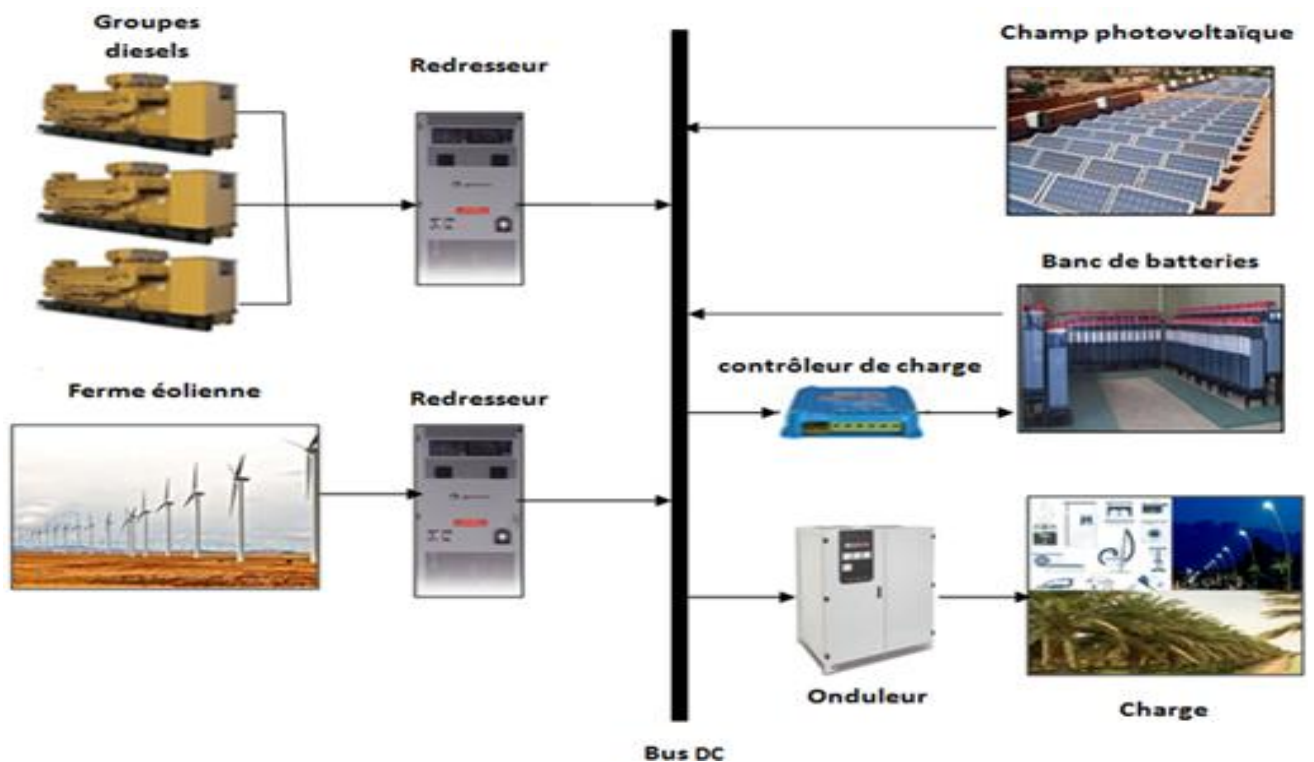 Groupes
diesels
Redresseur
Champ photovoltaïque
Banc de batteries
contrôleur de charge
Ferme éolienne
Redresseur
Onduleur
Charge
Bus DC